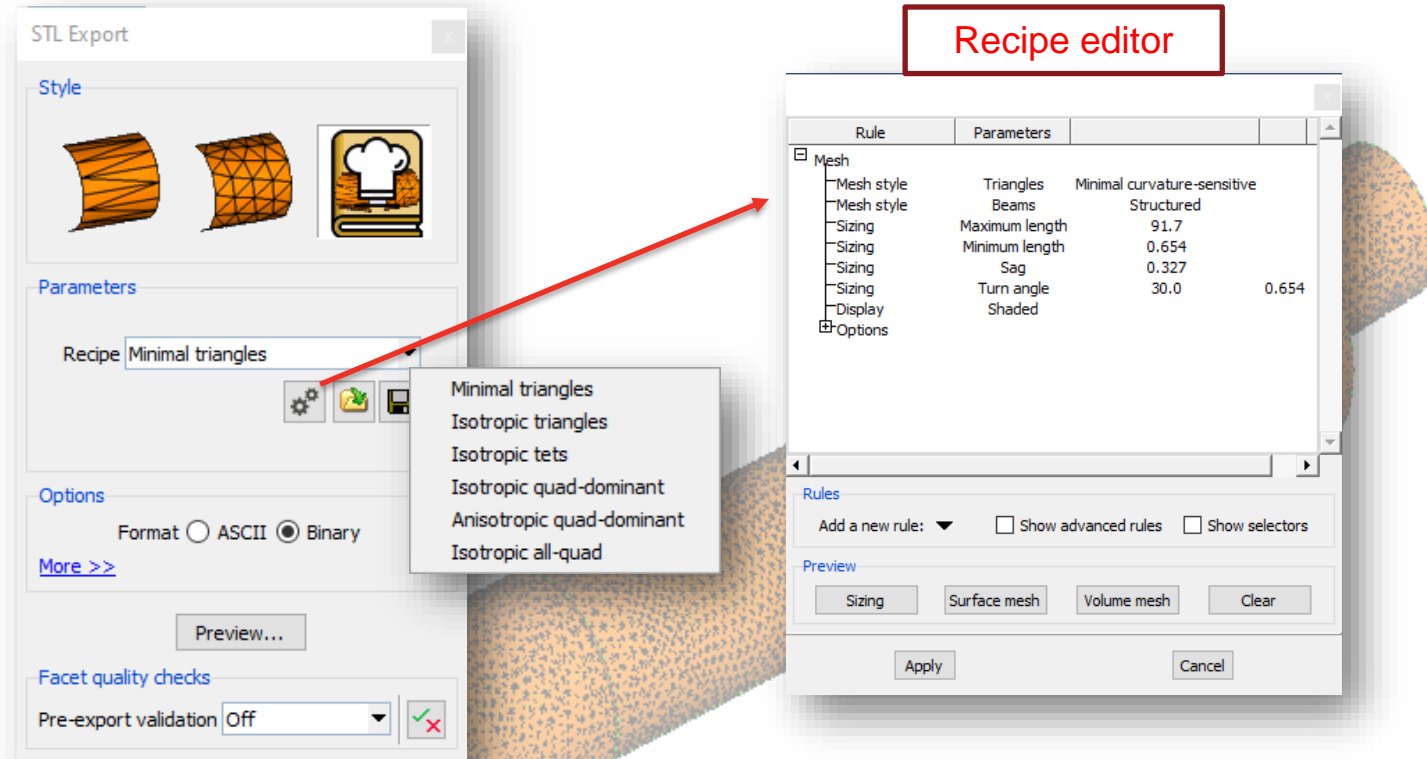 STL Export
x
Style
Parameters
Recipe Minimal triangles
Minimal triangles
Isotropic triangles
Isotropic tets
Isotropic quad-dominant
Anisotropic quad-dominant
Isotropic all-quad
Options
Format ASCII Binary
More >>
Preview...
Facet quality checks
Pre-export validation Off
Recipe editor
x
Rule Parameters
Mesh
Mesh style Triangles Minimal curvature-sensitive
Mesh style Beams Structured
Sizing Maximum length 91.7
Sizing Minimum length 0.654
Sizing Sag 0.327
Sizing Turn angle 30.0 0.654
Display Shaded
Options
Rules
Add a new rule: Show advanced rules Show selectors
Preview
Sizing Surface mesh Volume mesh Clear
Apply Cancel